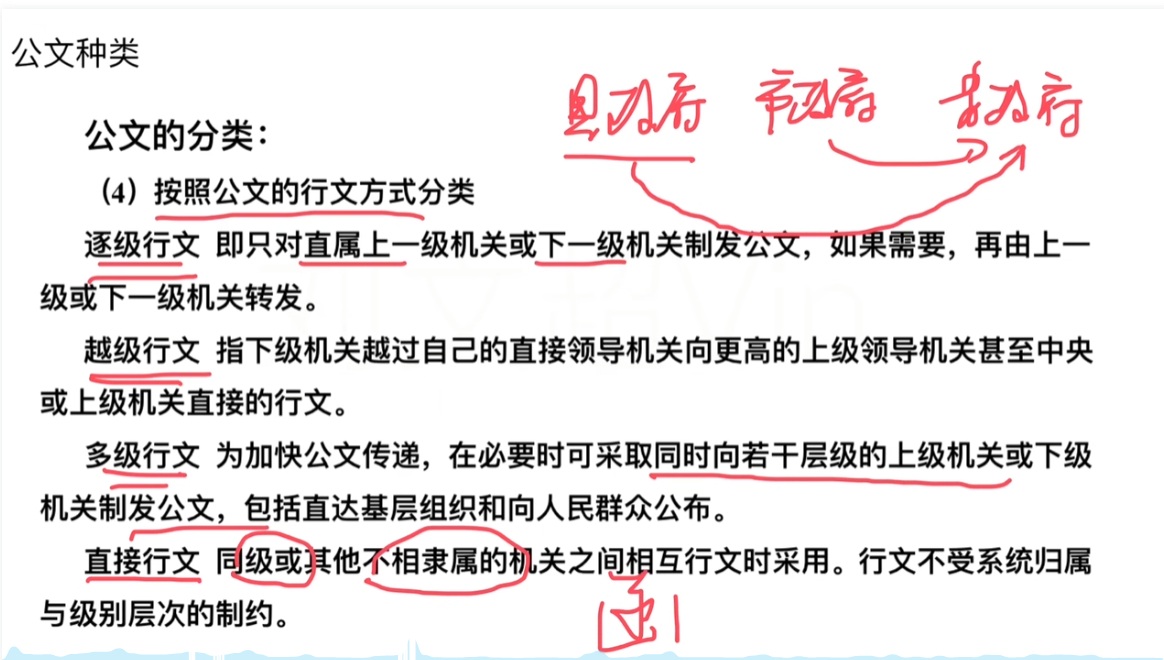 公文种类
县政府 市政府 省政府
公文的分类：
（4）按照公文的行文方式分类
逐级行文 即只对直属上一级机关或下一级机关制发公文，如果需要，再由上一
级或下一级机关转发。
越级行文 指下级机关越过自己的直接领导机关向更高的上级领导机关甚至中央
或上级机关直接的行文。
多级行文 为加快公文传递，在必要时可采取同时向若干层级的上级机关或下级
机关制发公文，包括直达基层组织和向人民群众公布。
直接行文 同级或其他不相隶属的机关之间相互行文时采用。行文不受系统归属
与级别层次的制约。
函